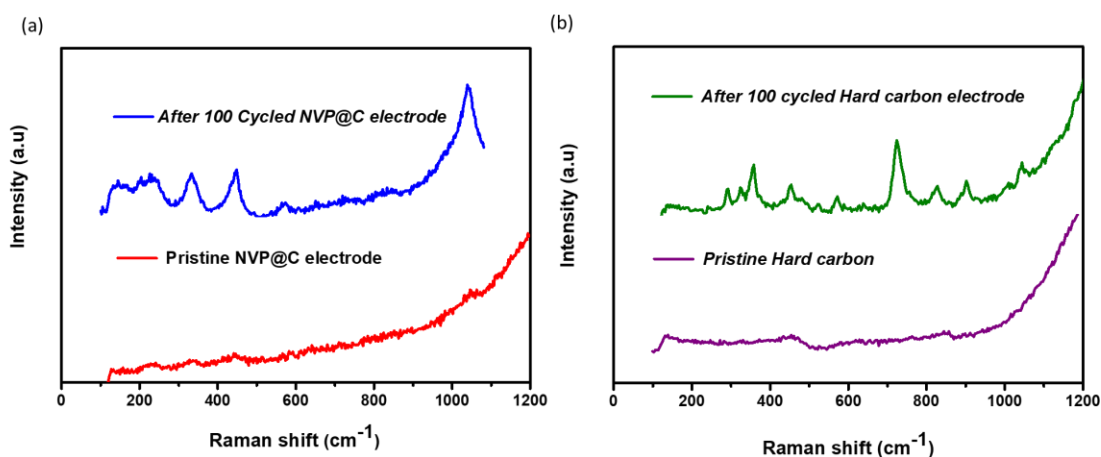 (a)
After 100 Cycled NVP@C electrode
Pristine NVP@C electrode
Intensity (a.u)
0 200 400 600 800 1000 1200
Raman shift (cm-1)
(b)
After 100 cycled Hard carbon electrode
Pristine Hard carbon
Intensity (a.u)
0 200 400 600 800 1000 1200
Raman shift (cm-1)